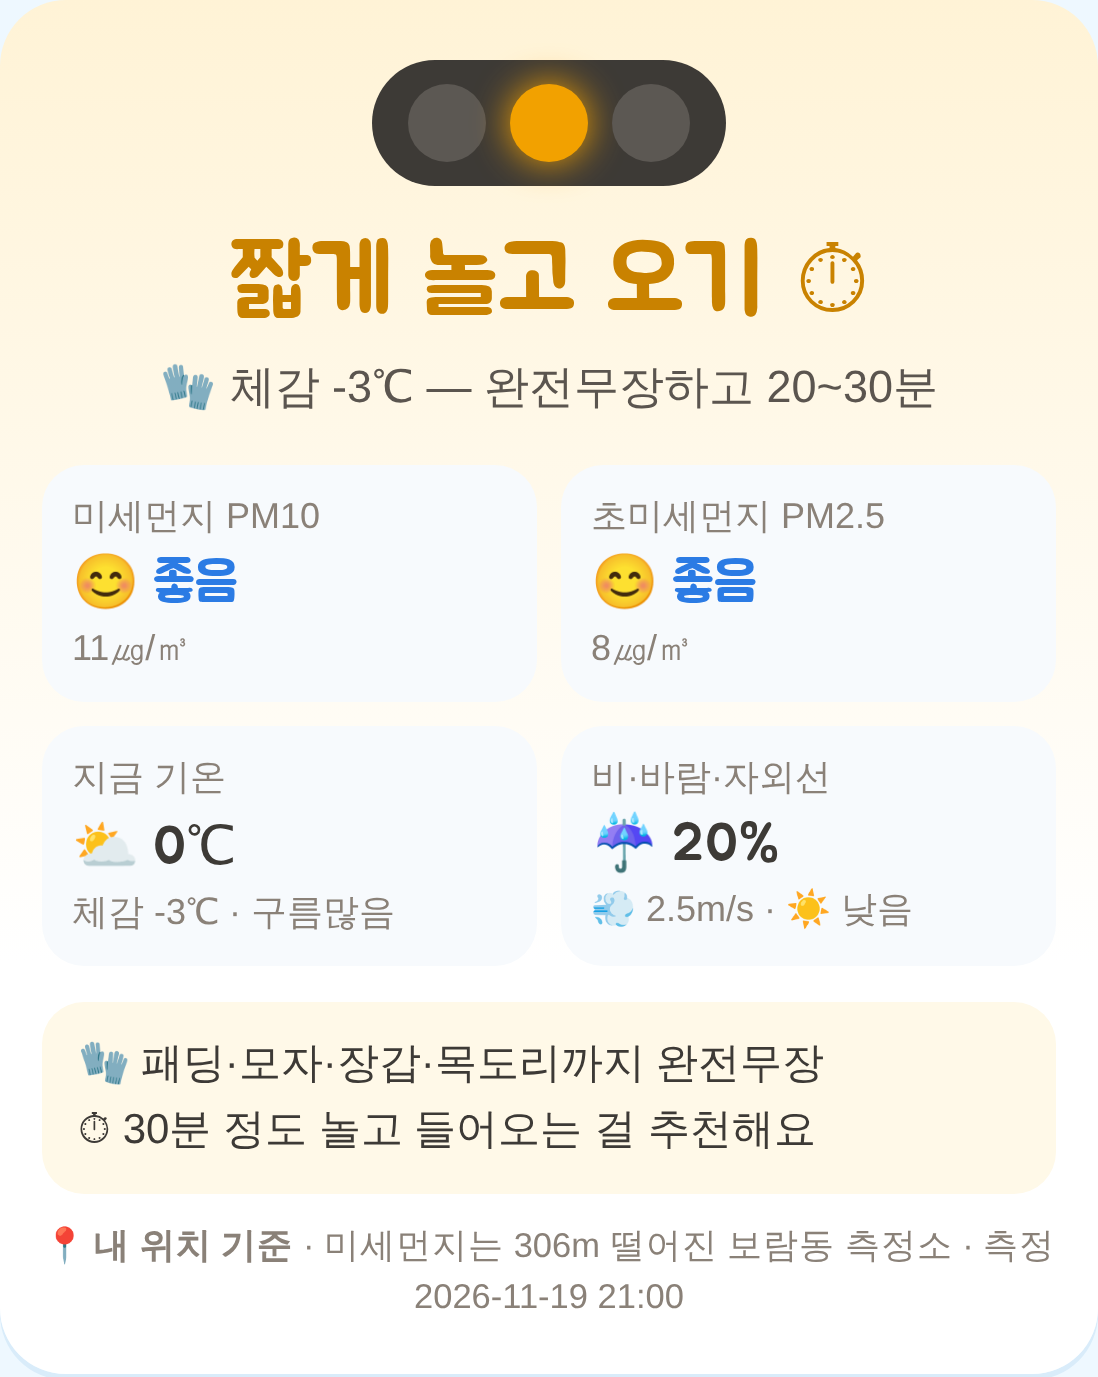 짧게 놀고 오기 ⏱
🧤 체감 -3℃ — 완전무장하고 20~30분
미세먼지 PM10
😊 좋음
11㎍/㎥
초미세먼지 PM2.5
😊 좋음
8㎍/㎥
지금 기온
⛅ 0℃
체감 -3℃ · 구름많음
비·바람·자외선
☔ 20%
💨 2.5m/s · ☀️ 낮음
🧤 패딩·모자·장갑·목도리까지 완전무장
⏱ 30분 정도 놀고 들어오는 걸 추천해요
📍 내 위치 기준 · 미세먼지는 306m 떨어진 보람동 측정소 · 측정
2026-11-19 21:00